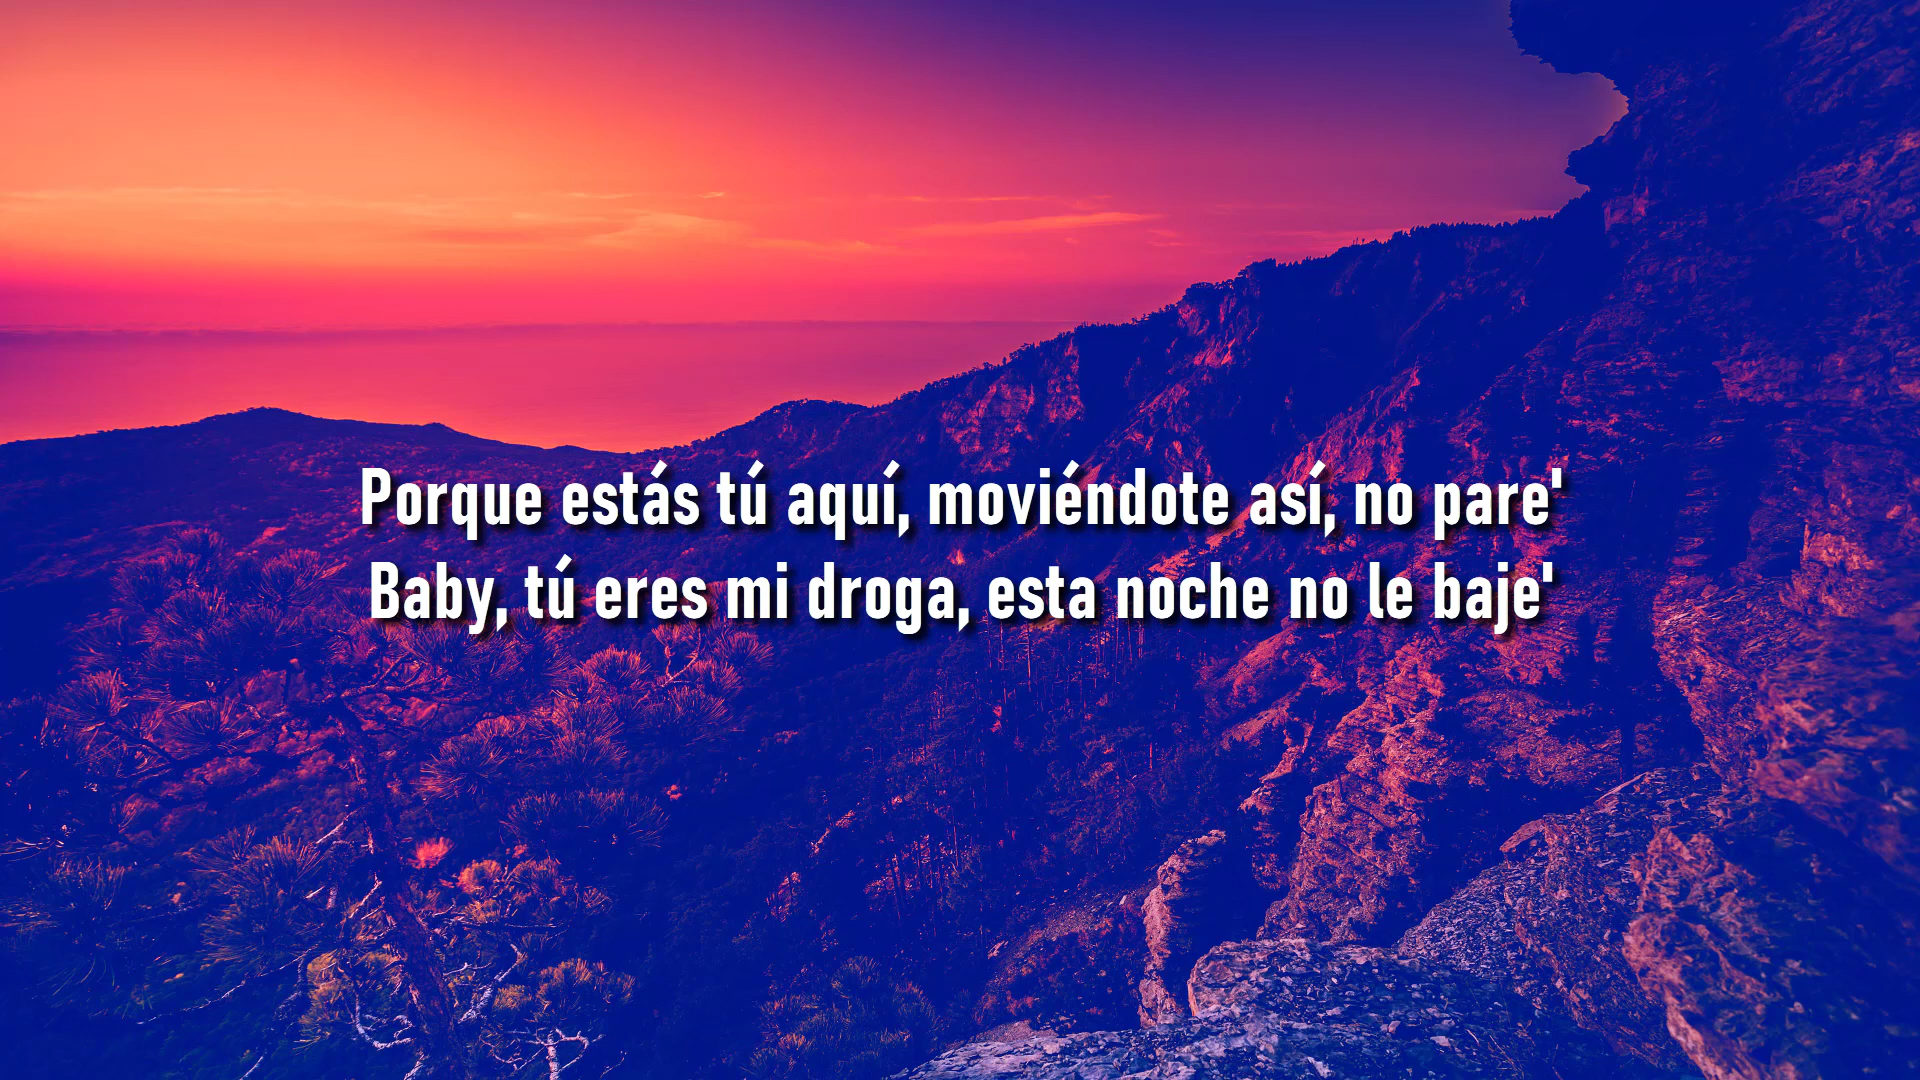 Porque estás tú aquí, moviéndote así, no pare'
Baby, tú eres mi droga, esta noche no le baje'